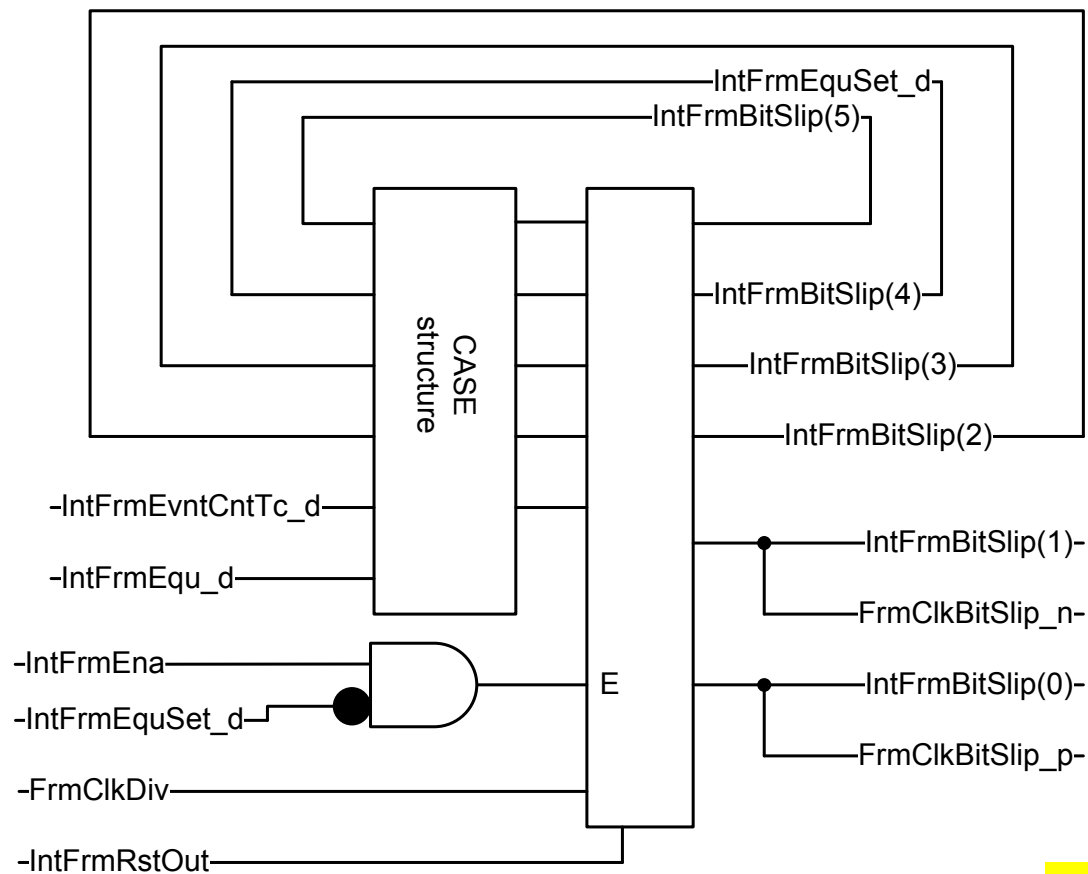 IntFrmEquSet_d
IntFrmBitSlip(5)
IntFrmBitSlip(4)
CASE
structure
IntFrmBitSlip(3)
IntFrmBitSlip(2)
IntFrmEvntCntTc_d
IntFrmBitSlip(1)
IntFrmEqu_d
FrmClkBitSlip_n
IntFrmEna
E
IntFrmBitSlip(0)
IntFrmEquSet_d
FrmClkBitSlip_p
FrmClkDiv
IntFrmRstOut